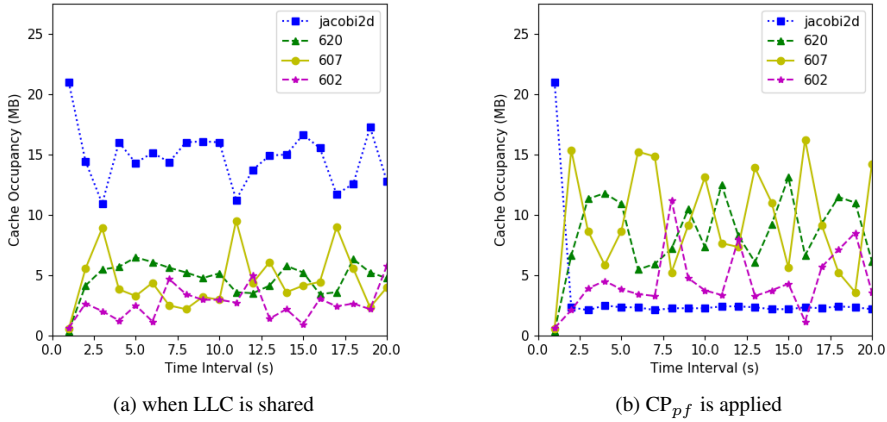 jacobi2d
620
607
602
25
20
15
10
5
0
Cache Occupancy (MB)
0.0 2.5 5.0 7.5 10.0 12.5 15.0 17.5 20.0
Time Interval (s)
(a) when LLC is shared
jacobi2d
620
607
602
25
20
15
10
5
0
Cache Occupancy (MB)
0.0 2.5 5.0 7.5 10.0 12.5 15.0 17.5 20.0
Time Interval (s)
(b) CPpf is applied